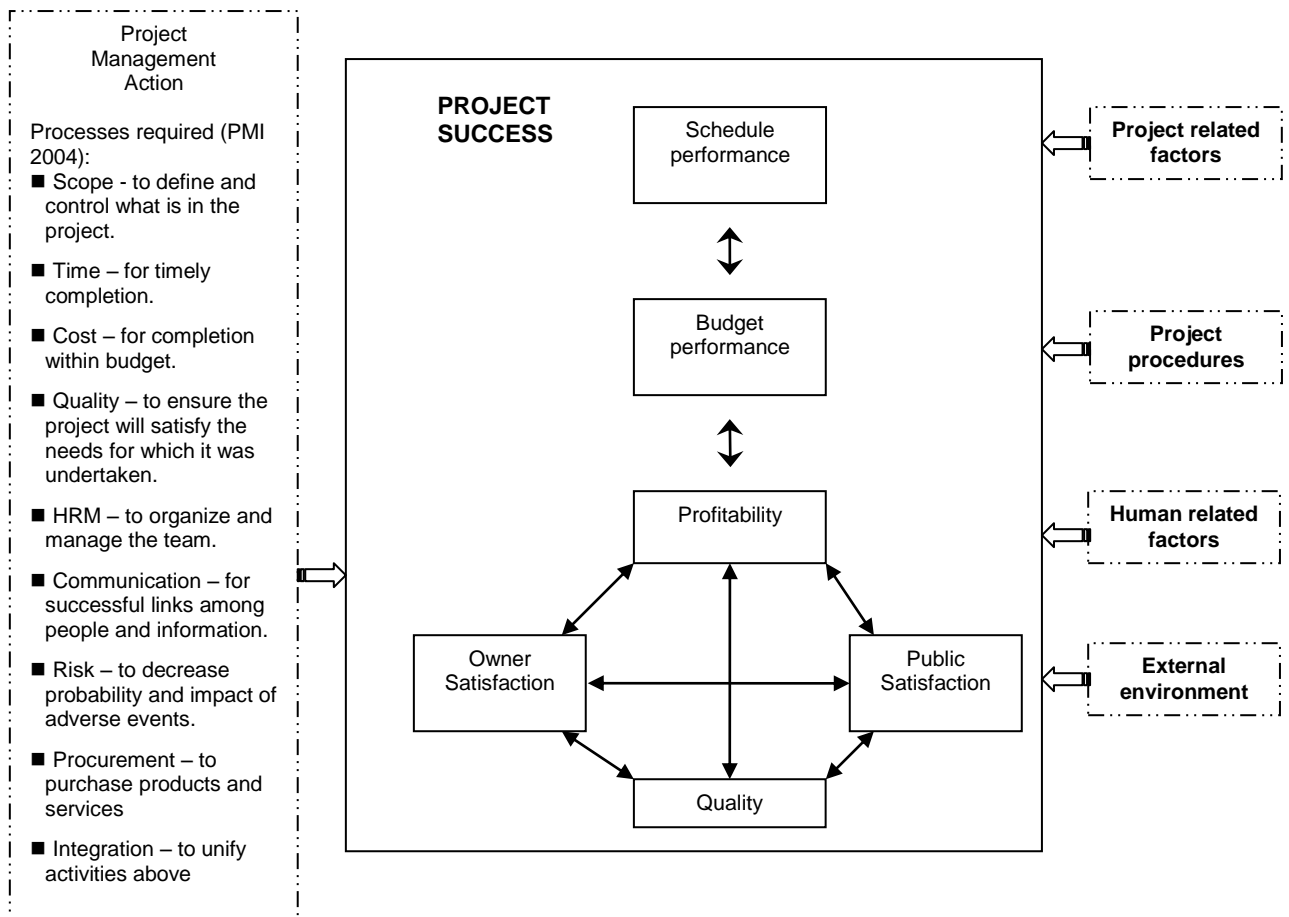 Project
Management
Action
Processes required (PMI
2004):
■ Scope - to define and
control what is in the
project.
■ Time – for timely
completion.
■ Cost – for completion
within budget.
■ Quality – to ensure the
project will satisfy the
needs for which it was
undertaken.
■ HRM – to organize and
manage the team.
■ Communication – for
successful links among
people and information.
■ Risk – to decrease
probability and impact of
adverse events.
■ Procurement – to
purchase products and
services
■ Integration – to unify
activities above
PROJECT
SUCCESS
Schedule
performance
Budget
performance
Profitability
Owner
Satisfaction
Public
Satisfaction
Quality
Project related
factors
Project
procedures
Human related
factors
External
environment